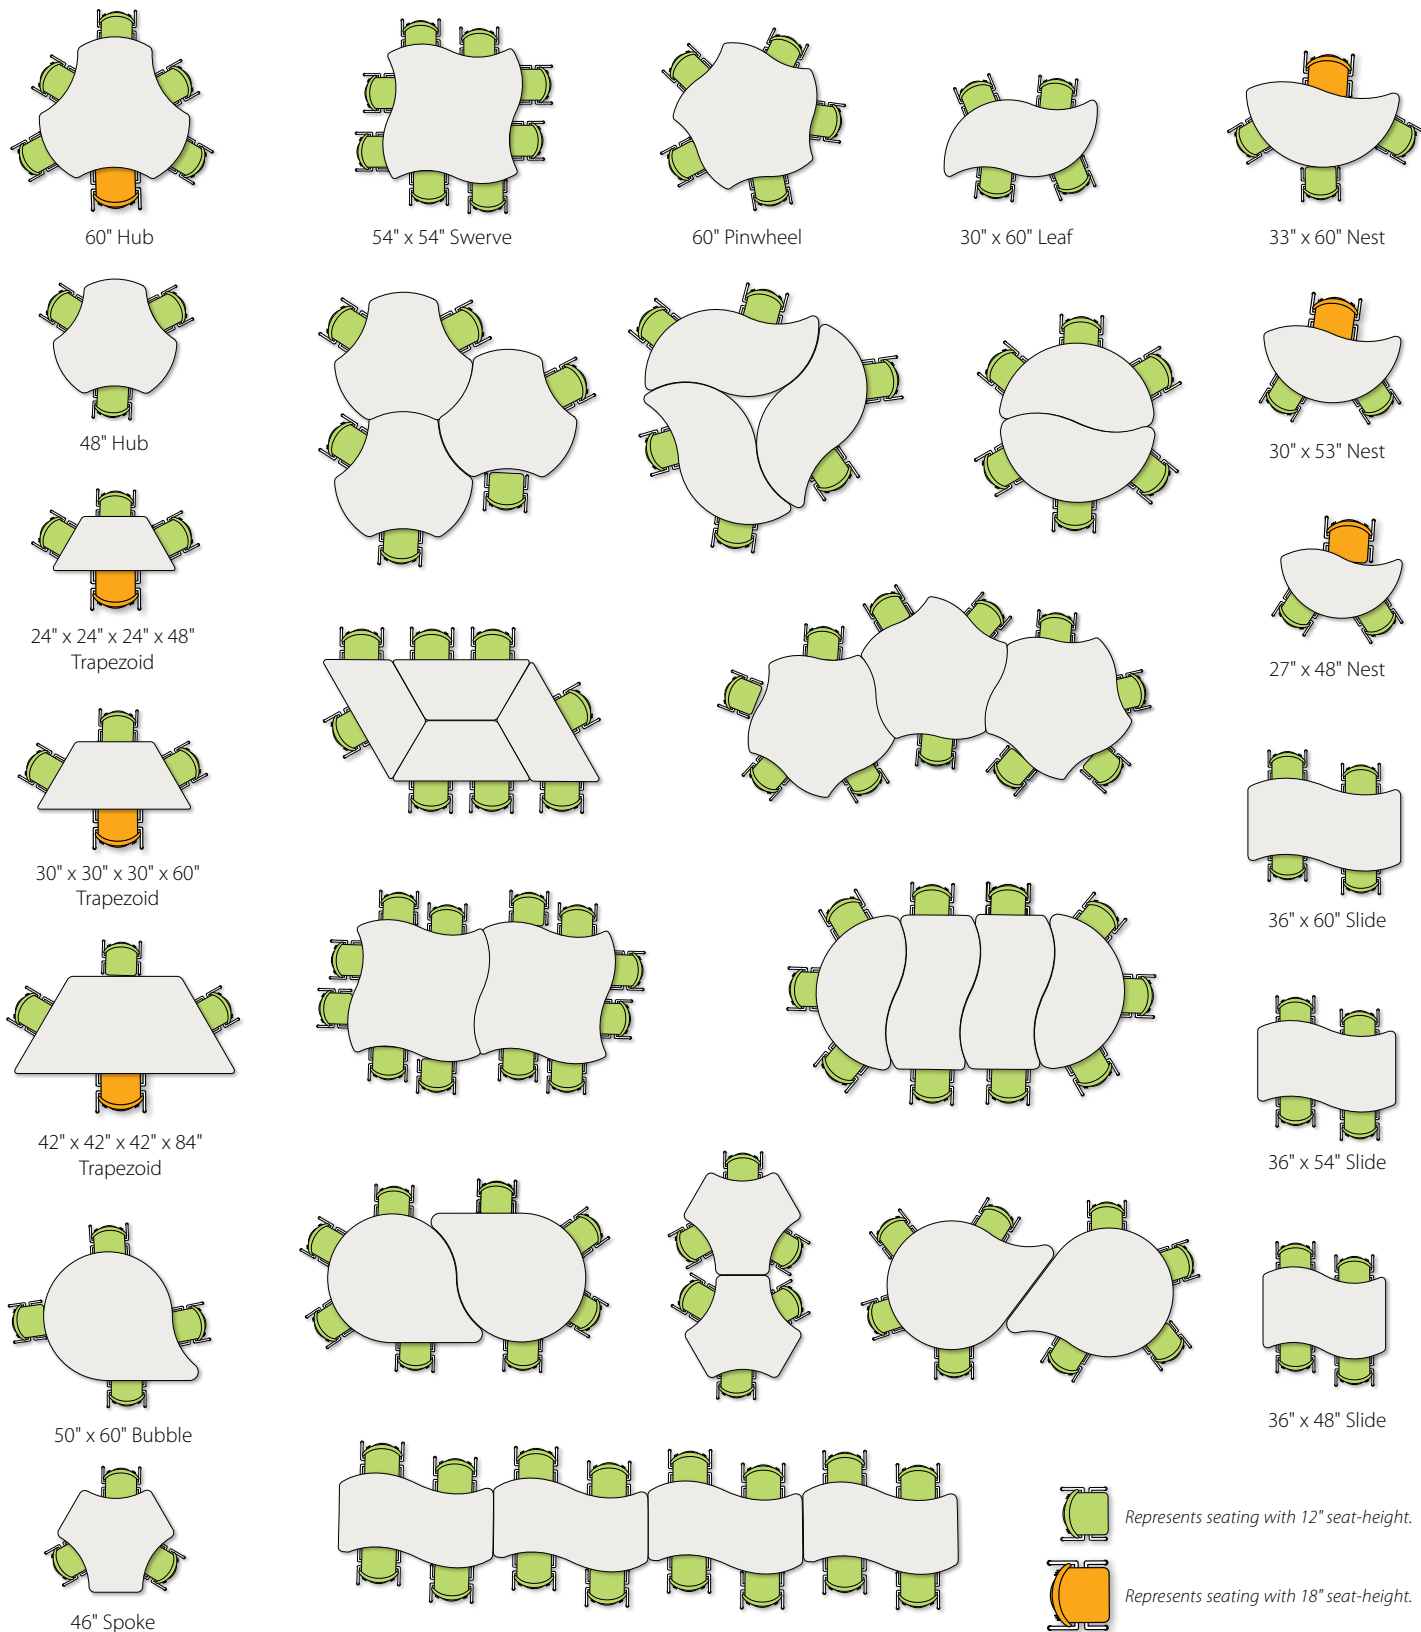 60" Hub
54" x 54" Swerve
60" Pinwheel
30" x 60" Leaf
33" x 60" Nest
48" Hub
30" x 53" Nest
24" x 24" x 24" x 48"
Trapezoid
27" x 48" Nest
30" x 30" x 30" x 60"
Trapezoid
36" x 60" Slide
42" x 42" x 42" x 84"
Trapezoid
36" x 54" Slide
50" x 60" Bubble
36" x 48" Slide
46" Spoke
Represents seating with 12" seat-height.
Represents seating with 18" seat-height.